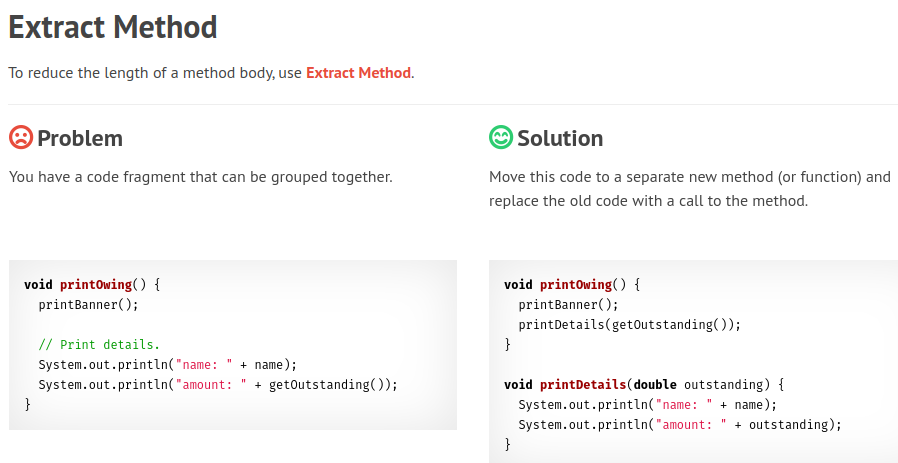 Extract Method
To reduce the length of a method body, use Extract Method.
Problem
You have a code fragment that can be grouped together.
void printOwing() {
  printBanner();

  // Print details.
  System.out.println("name: " + name);
  System.out.println("amount: " + getOutstanding());
}
Solution
Move this code to a separate new method (or function) and
replace the old code with a call to the method.
void printOwing() {
  printBanner();
  printDetails(getOutstanding());
}

void printDetails(double outstanding) {
  System.out.println("name: " + name);
  System.out.println("amount: " + outstanding);
}